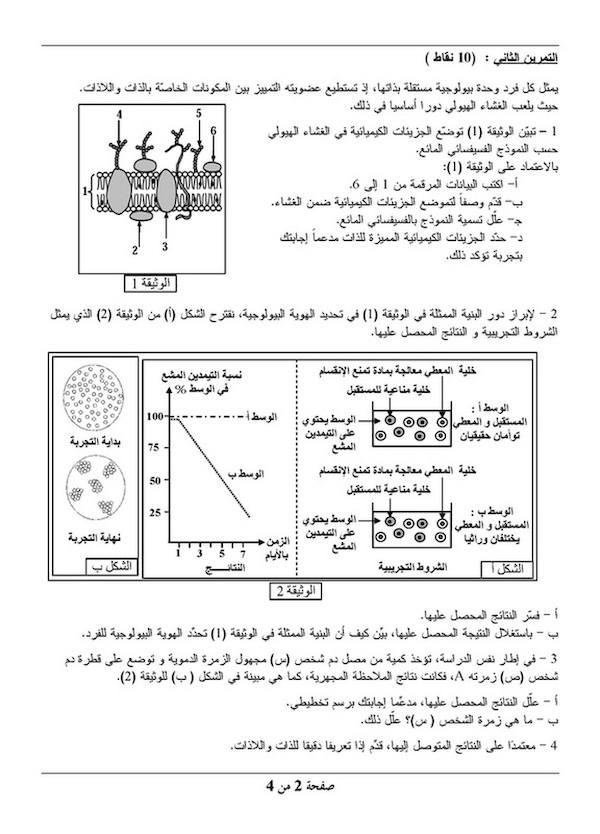 التمرين الثاني : (10 نقاط )
يمثل كل فرد وحدة بيولوجية مستقلة بذاتها، إذ تستطيع عضويته التمييز بين المكونات الخاصّة بالذات واللاذات.
حيث يلعب الغشاء الهيولي دورا أساسيا في ذلك.
1 – تبيّن الوثيقة (1) توضّع الجزيئات الكيميائية في الغشاء الهيولي
حسب النموذج الفسيفسائي المائع.
بالاعتماد على الوثيقة (1):
أ– اكتب البيانات المرقمة من 1 إلى 6.
ب– قدّم وصفاً لتموضع الجزيئات الكيميائية ضمن الغشاء.
ج– علّل تسمية النموذج بالفسيفسائي المائع.
د– حدّد الجزيئات الكيميائية المميزة للذات مدعماً إجابتك
بتجربة تؤكد ذلك.
4
5
6
1
2
3
الوثيقة 1
2 – لإبراز دور البنية الممثلة في الوثيقة (1) في تحديد الهوية البيولوجية، نقترح الشكل (أ) من الوثيقة (2) الذي يمثل
الشروط التجريبية و النتائج المحصل عليها.
خلية المعطي معالجة بمادة تمنع الإنقسام
خلية مناعية للمستقبل
الوسط أ :
المستقبل و المعطي
توأمان حقيقيان
الوسط يحتوي
على التيمدين
المشع
خلية المعطي معالجة بمادة تمنع الإنقسام
خلية مناعية للمستقبل
الوسط ب :
المستقبل و المعطي
يختلفان وراثيا
الوسط يحتوي
على التيمدين
المشع
الشروط التجريبية
الشكل أ
نسبة التيمدين المشع
في الوسط %
100
75
50
25
الوسط أ
الوسط ب
1 3 5 7
الزمن
بالأيام
النتائـــج
بداية التجربة
نهاية التجربة
الشكل ب
الوثيقة 2
أ – فسّر النتائج المحصل عليها.
ب – باستغلال النتيجة المحصل عليها، بيّن كيف أن البنية الممثلة في الوثيقة (1) تحدّد الهوية البيولوجية للفرد.
3 – في إطار نفس الدراسة، تؤخذ كمية من مصل دم شخص (س) مجهول الزمرة الدموية و توضع على قطرة دم
شخص (ص) زمرته A، فكانت نتائج الملاحظة المجهرية، كما هي مبينة في الشكل ( ب) للوثيقة (2).
أ – علّل النتائج المحصل عليها، مدعّما إجابتك برسم تخطيطي.
ب – ما هي زمرة الشخص ( س)؟ علّل ذلك.
4 – معتمدًا على النتائج المتوصل إليها، قدّم إذا تعريفا دقيقا للذات واللاذات.
صفحة 2 من 4